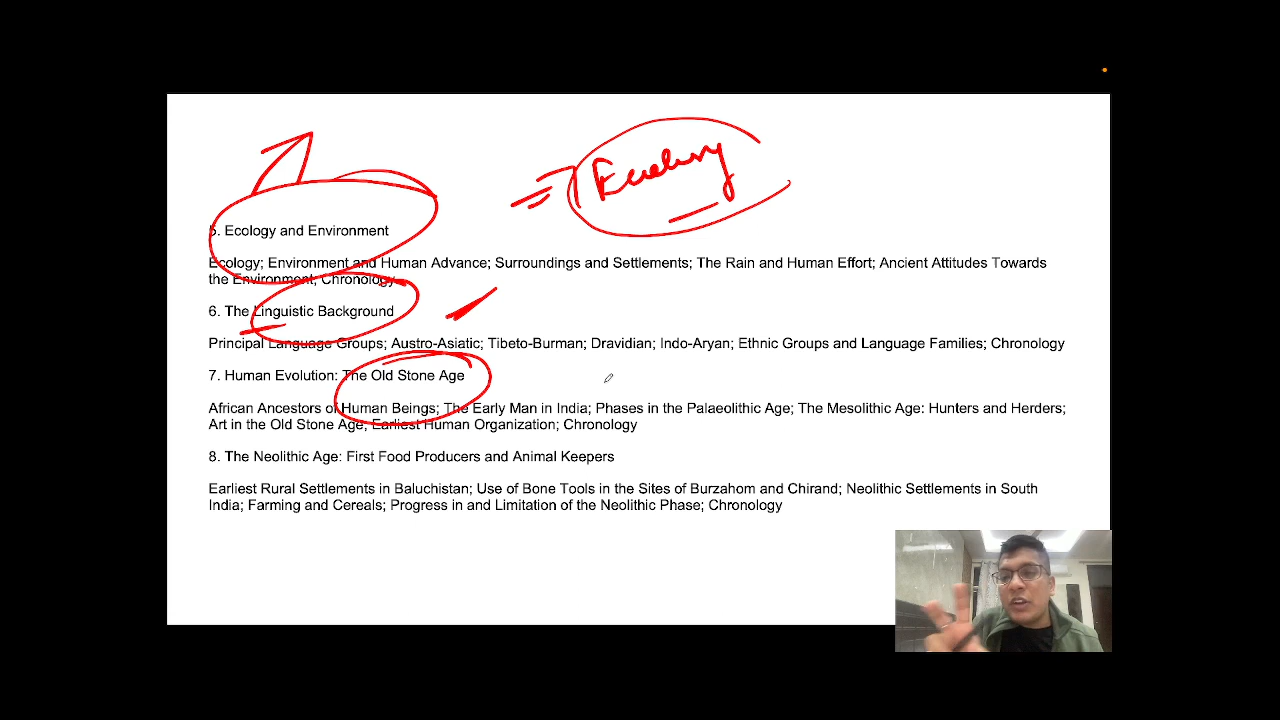 Ecology
5. Ecology and Environment
Ecology; Environment and Human Advance; Surroundings and Settlements; The Rain and Human Effort; Ancient Attitudes Towards
the Environment; Chronology
6. The Linguistic Background
Principal Language Groups; Austro-Asiatic; Tibeto-Burman; Dravidian; Indo-Aryan; Ethnic Groups and Language Families; Chronology
7. Human Evolution: The Old Stone Age
African Ancestors of Human Beings; The Early Man in India; Phases in the Palaeolithic Age; The Mesolithic Age: Hunters and Herders;
Art in the Old Stone Age; Earliest Human Organization; Chronology
8. The Neolithic Age: First Food Producers and Animal Keepers
Earliest Rural Settlements in Baluchistan; Use of Bone Tools in the Sites of Burzahom and Chirand; Neolithic Settlements in South
India; Farming and Cereals; Progress in and Limitation of the Neolithic Phase; Chronology